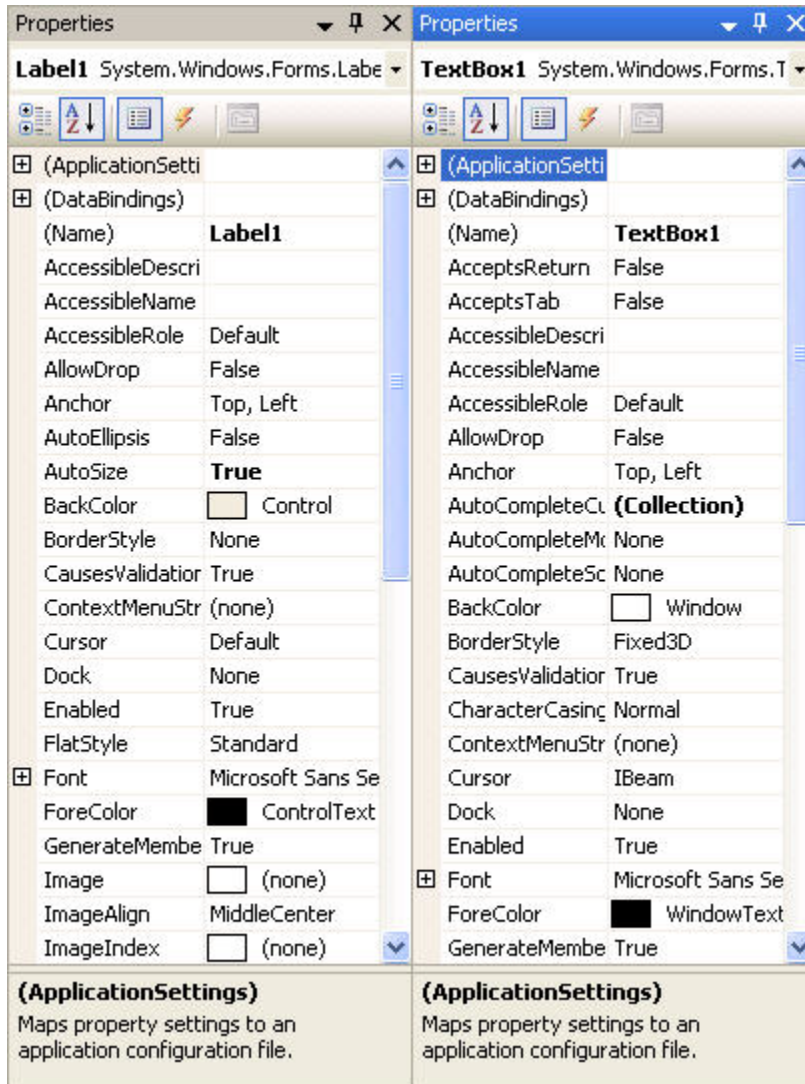 Properties
Label1 System.Windows.Forms.Labe
(ApplicationSetti
(DataBindings)
(Name) Label1
AccessibleDescri
AccessibleName
AccessibleRole Default
AllowDrop False
Anchor Top, Left
AutoEllipsis False
AutoSize True
BackColor Control
BorderStyle None
CausesValidation True
ContextMenuStr (none)
Cursor Default
Dock None
Enabled True
FlatStyle Standard
Font Microsoft Sans Se
ForeColor ControlText
GenerateMembe True
Image (none)
ImageAlign MiddleCenter
ImageIndex (none)
(ApplicationSettings)
Maps property settings to an
application configuration file.
Properties
TextBox1 System.Windows.Forms.T
(ApplicationSetti
(DataBindings)
(Name) TextBox1
AcceptsReturn False
AcceptsTab False
AccessibleDescri
AccessibleName
AccessibleRole Default
AllowDrop False
Anchor Top, Left
AutoCompleteCu (Collection)
AutoCompleteMo None
AutoCompleteSo None
BackColor Window
BorderStyle Fixed3D
CausesValidation True
CharacterCasing Normal
ContextMenuStr (none)
Cursor IBeam
Dock None
Enabled True
Font Microsoft Sans Se
ForeColor WindowText
GenerateMembe True
(ApplicationSettings)
Maps property settings to an
application configuration file.